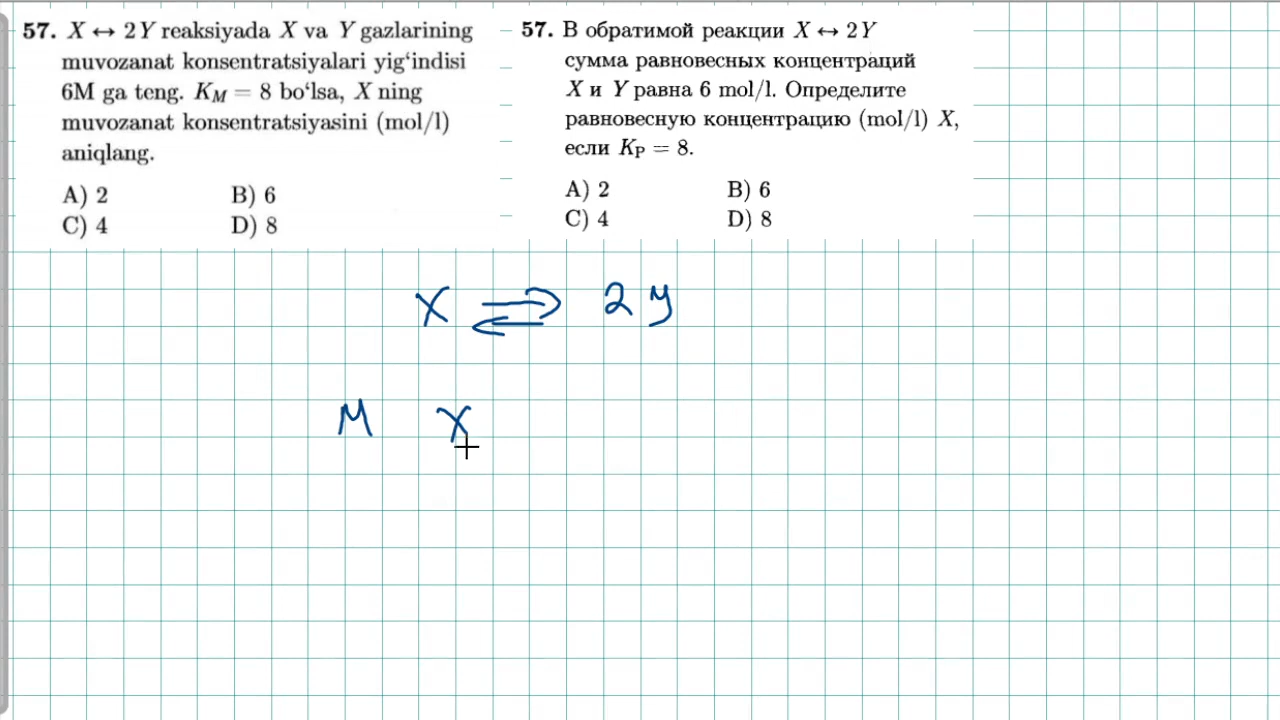 57. X ↔ 2Y reaksiyada X va Y gazlarining
muvozanat konsentratsiyalari yig‘indisi
6M ga teng. K_M = 8 bo‘lsa, X ning
muvozanat konsentratsiyasini (mol/l)
aniqlang.
A) 2 B) 6
C) 4 D) 8
57. В обратимой реакции X ↔ 2Y
сумма равновесных концентраций
X и Y равна 6 mol/l. Определите
равновесную концентрацию (mol/l) X,
если K_P = 8.
A) 2 B) 6
C) 4 D) 8
X ⇌ 2 y
M X